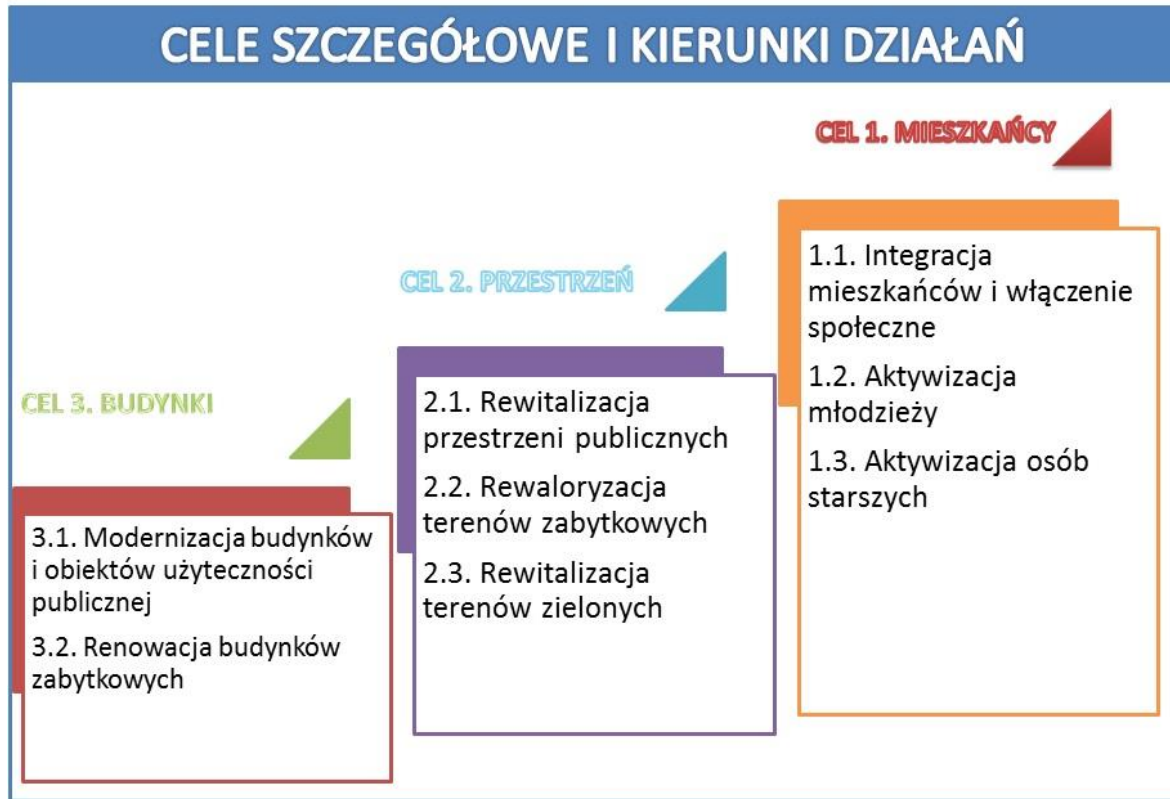 CELE SZCZEGÓŁOWE I KIERUNKI DZIAŁAŃ
CEL 1. MIESZKAŃCY
1.1. Integracja
mieszkańców i włączenie
społeczne
1.2. Aktywizacja
młodzieży
1.3. Aktywizacja osób
starszych
CEL 2. PRZESTRZEŃ
2.1. Rewitalizacja
przestrzeni publicznych
2.2. Rewaloryzacja
terenów zabytkowych
2.3. Rewitalizacja
terenów zielonych
CEL 3. BUDYNKI
3.1. Modernizacja budynków
i obiektów użyteczności
publicznej
3.2. Renowacja budynków
zabytkowych